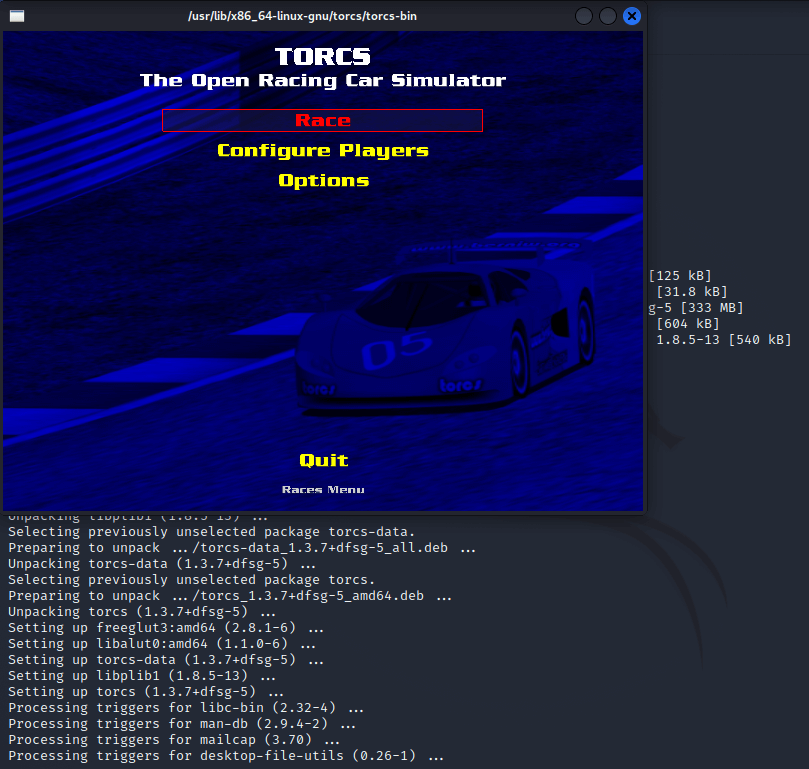 /usr/lib/x86_64-linux-gnu/torcs/torcs-bin
TORCS
The Open Racing Car Simulator
Race
Configure Players
Options
05
torcs
torcs
Quit
Races Menu
[125 kB]
[31.8 kB]
g-5 [333 MB]
[604 kB]
1.8.5-13 [540 kB]
Unpacking libplib1 (1.8.5-13) ...
Selecting previously unselected package torcs-data.
Preparing to unpack .../torcs-data_1.3.7+dfsg-5_all.deb ...
Unpacking torcs-data (1.3.7+dfsg-5) ...
Selecting previously unselected package torcs.
Preparing to unpack .../torcs_1.3.7+dfsg-5_amd64.deb ...
Unpacking torcs (1.3.7+dfsg-5) ...
Setting up freeglut3:amd64 (2.8.1-6) ...
Setting up libalut0:amd64 (1.1.0-6) ...
Setting up torcs-data (1.3.7+dfsg-5) ...
Setting up libplib1 (1.8.5-13) ...
Setting up torcs (1.3.7+dfsg-5) ...
Processing triggers for libc-bin (2.32-4) ...
Processing triggers for man-db (2.9.4-2) ...
Processing triggers for mailcap (3.70) ...
Processing triggers for desktop-file-utils (0.26-1) ...